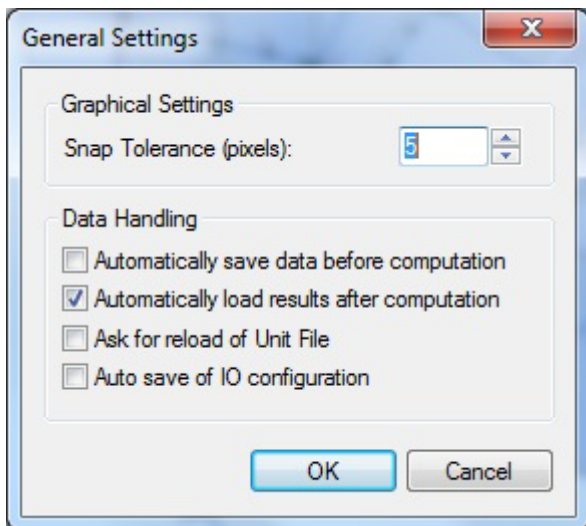 General Settings
Graphical Settings
Snap Tolerance (pixels): 5
Data Handling
Automatically save data before computation
Automatically load results after computation
Ask for reload of Unit File
Auto save of IO configuration
OK Cancel